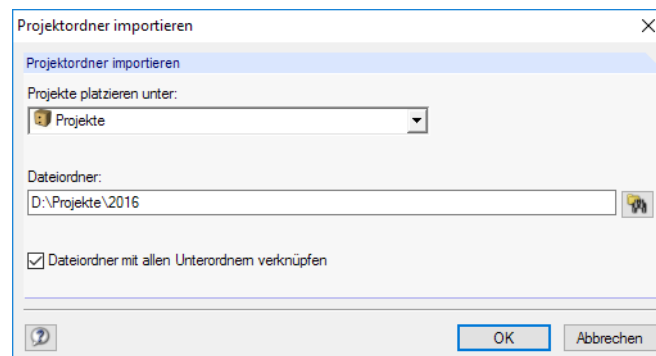 Projektordner importieren
Projektordner importieren
Projekte platzieren unter:
Projekte
Dateiordner:
D:\Projekte\2016
Dateiordner mit allen Unterordnern verknüpfen
OK
Abbrechen